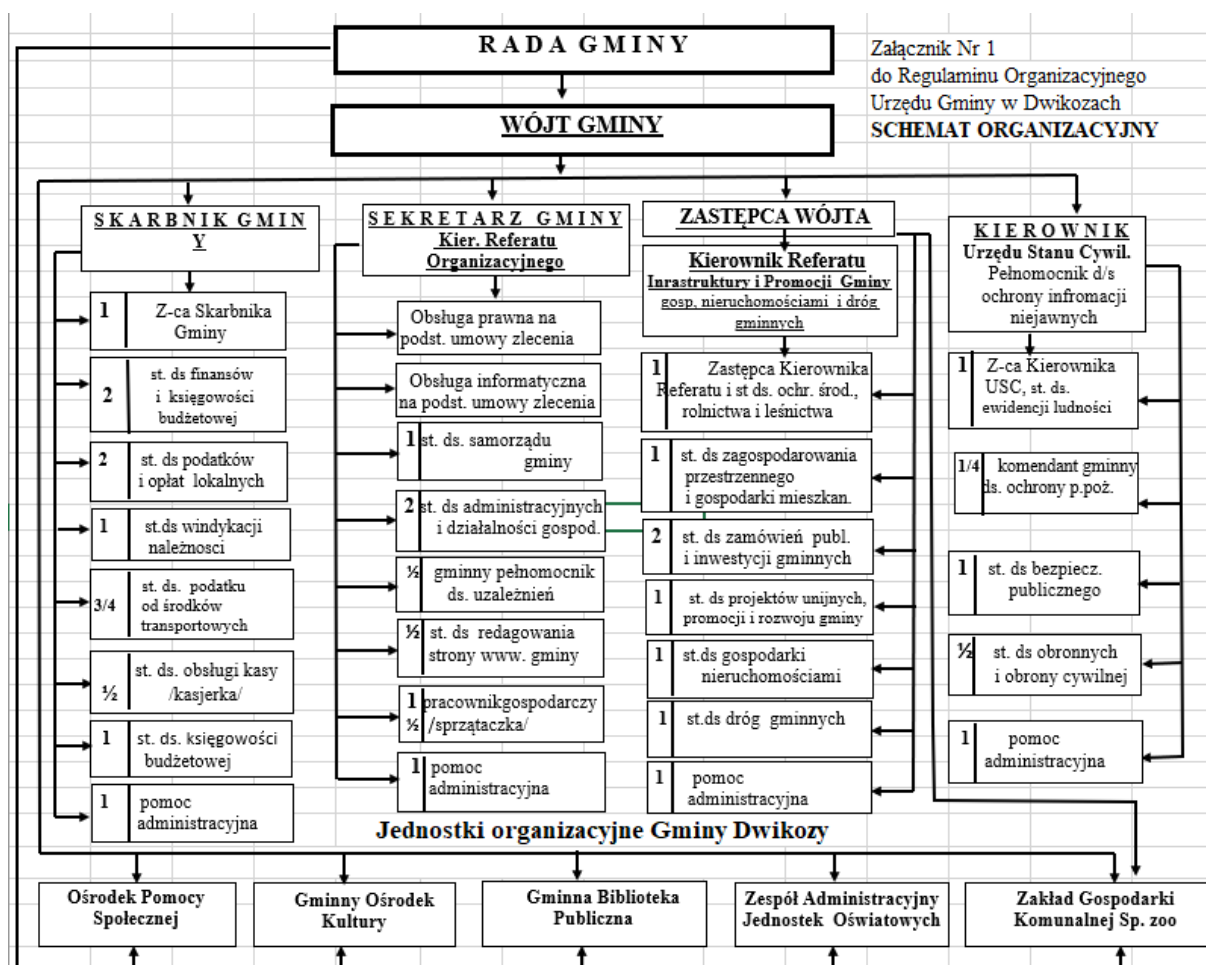 R A D A  G M I N Y
Załącznik Nr 1
do Regulaminu Organizacyjnego
Urzędu Gminy w Dwikozach
SCHEMAT ORGANIZACYJNY
WÓJT GMINY
S K A R B N I K  G M I N
Y
1 Z-ca Skarbnika
Gminy
2 st. ds finansów
i księgowości
budżetowej
2 st. ds podatków
i opłat lokalnych
1 st.ds windykacji
należnosci
3/4 st. ds. podatku
od środków
transportowych
½ st. ds. obsługi kasy
/kasjerka/
1 st. ds. księgowości
budżetowej
1 pomoc
administracyjna
S E K R E T A R Z  G M I N Y
Kier. Referatu
Organizacyjnego
Obsługa prawna na
podst. umowy zlecenia
Obsługa informatyczna
na podst. umowy zlecenia
1 st. ds. samorządu
gminy
2 st. ds administracyjnych
i działalności gospod.
½ gminny pełnomocnik
ds. uzależnień
½ st. ds redagowania
strony www. gminy
1 pracownikgospodarczy
½ /sprzątaczka/
1 pomoc
administracyjna
ZASTĘPCA WÓJTA
Kierownik Referatu
Inrastruktury i Promocji Gminy
gosp, nieruchomościami i dróg
gminnych
1 Zastępca Kierownika
Referatu i st ds. ochr. środ.,
rolnictwa i leśnictwa
1 st. ds zagospodarowania
przestrzennego
i gospodarki mieszkan.
2 st. ds zamówień publ.
i inwestycji gminnych
1 st. ds projektów unijnych,
promocji i rozwoju gminy
1 st.ds gospodarki
nieruchomościami
1 st.ds dróg gminnych
1 pomoc
administracyjna
K I E R O W N I K
Urzędu Stanu Cywil.
Pełnomocnik d/s
ochrony infromacji
niejawnych
1 Z-ca Kierownika
USC, st. ds.
ewidencji ludności
1/4 komendant gminny
ds. ochrony p.poż.
1 st. ds bezpiecz.
publicznego
½ st. ds obronnych
i obrony cywilnej
1 pomoc
administracyjna
Jednostki organizacyjne Gminy Dwikozy
Ośrodek Pomocy
Społecznej
Gminny Ośrodek
Kultury
Gminna Biblioteka
Publiczna
Zespół Administracyjny
Jednostek Oświatowych
Zakład Gospodarki
Komunalnej Sp. zoo